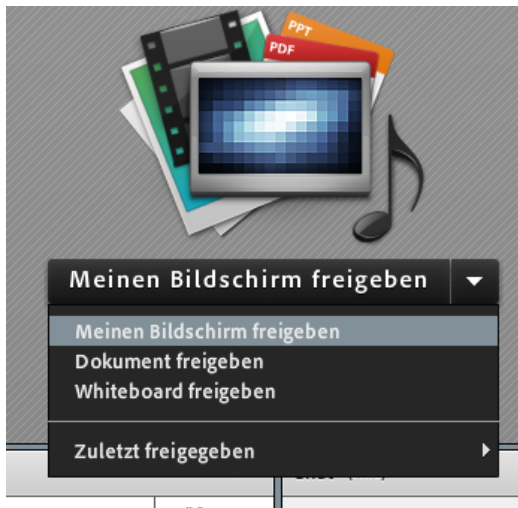 PPT
PDF
Meinen Bildschirm freigeben
Meinen Bildschirm freigeben
Dokument freigeben
Whiteboard freigeben
Zuletzt freigegeben